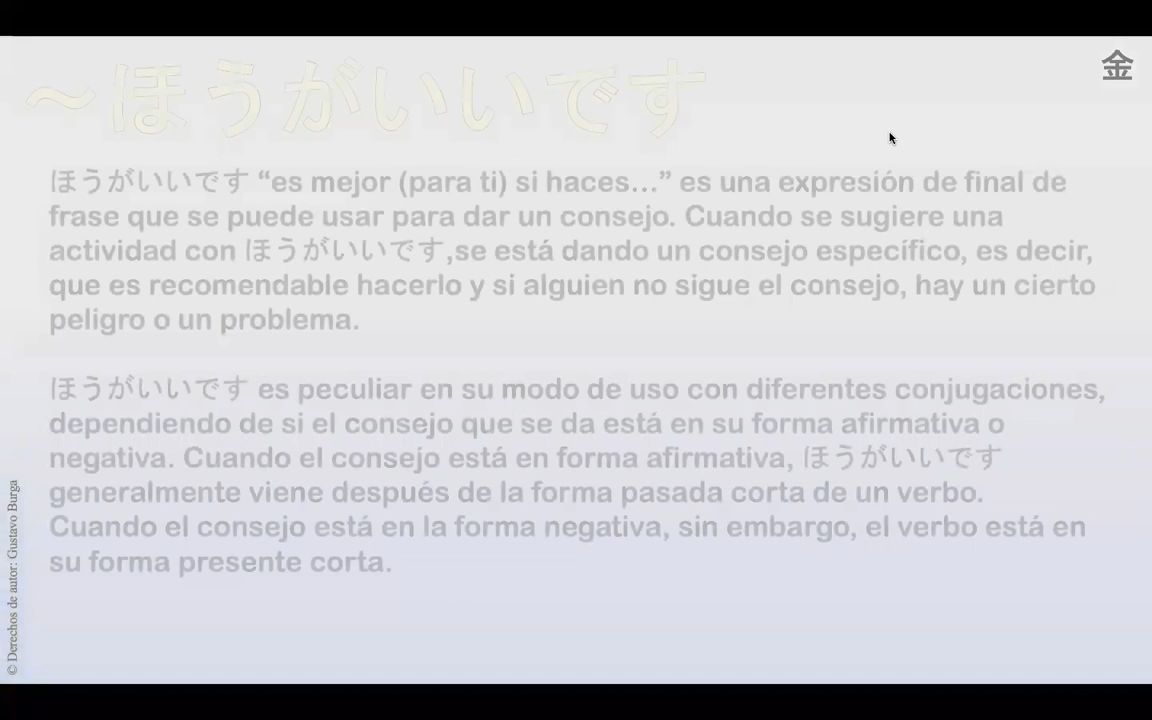 ～ほうがいいです
金
ほうがいいです “es mejor (para ti) si haces...” es una expresión de final de
frase que se puede usar para dar un consejo. Cuando se sugiere una
actividad con ほうがいいです,se está dando un consejo específico, es decir,
que es recomendable hacerlo y si alguien no sigue el consejo, hay un cierto
peligro o un problema.
ほうがいいです es peculiar en su modo de uso con diferentes conjugaciones,
dependiendo de si el consejo que se da está en su forma afirmativa o
negativa. Cuando el consejo está en forma afirmativa, ほうがいいです
generalmente viene después de la forma pasada corta de un verbo.
Cuando el consejo está en la forma negativa, sin embargo, el verbo está en
su forma presente corta.
© Derechos de autor: Gustavo Burga